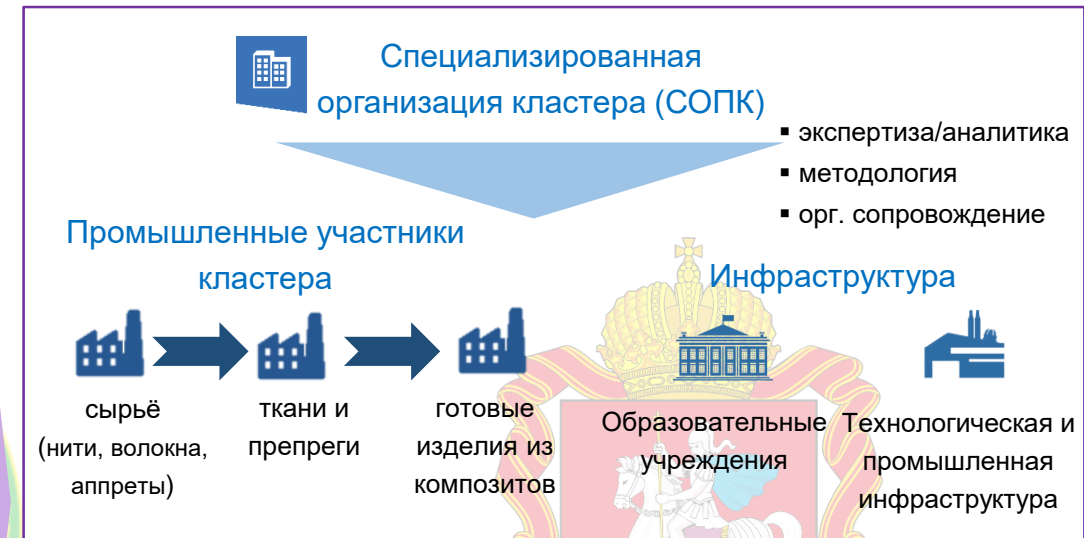 Специализированная
организация кластера (СОПК)
▪ экспертиза/аналитика
▪ методология
▪ орг. сопровождение
Промышленные участники
кластера
сырьё
(нити, волокна,
аппреты)
ткани и
препреги
готовые
изделия из
композитов
Инфраструктура
Образовательные
учреждения
Технологическая и
промышленная
инфраструктура